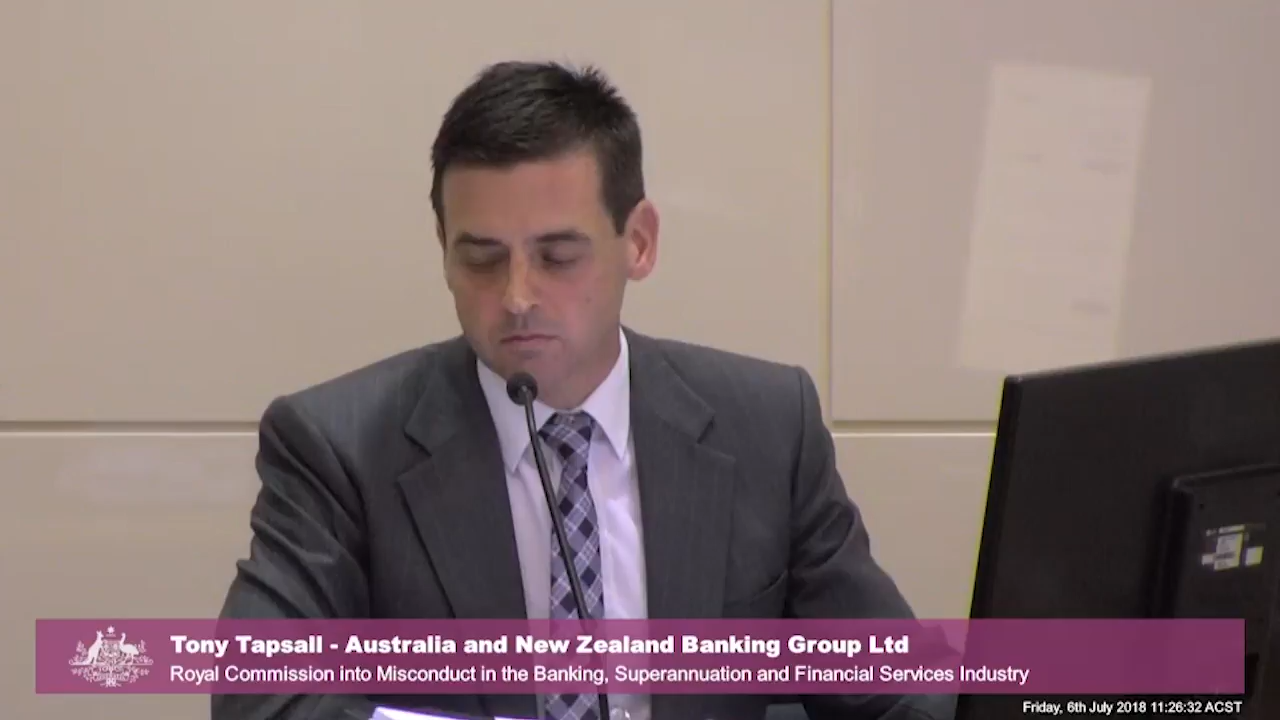 Tony Tapsall - Australia and New Zealand Banking Group Ltd
Royal Commission into Misconduct in the Banking, Superannuation and Financial Services Industry
Friday, 6th July 2018 11:26:32 ACST